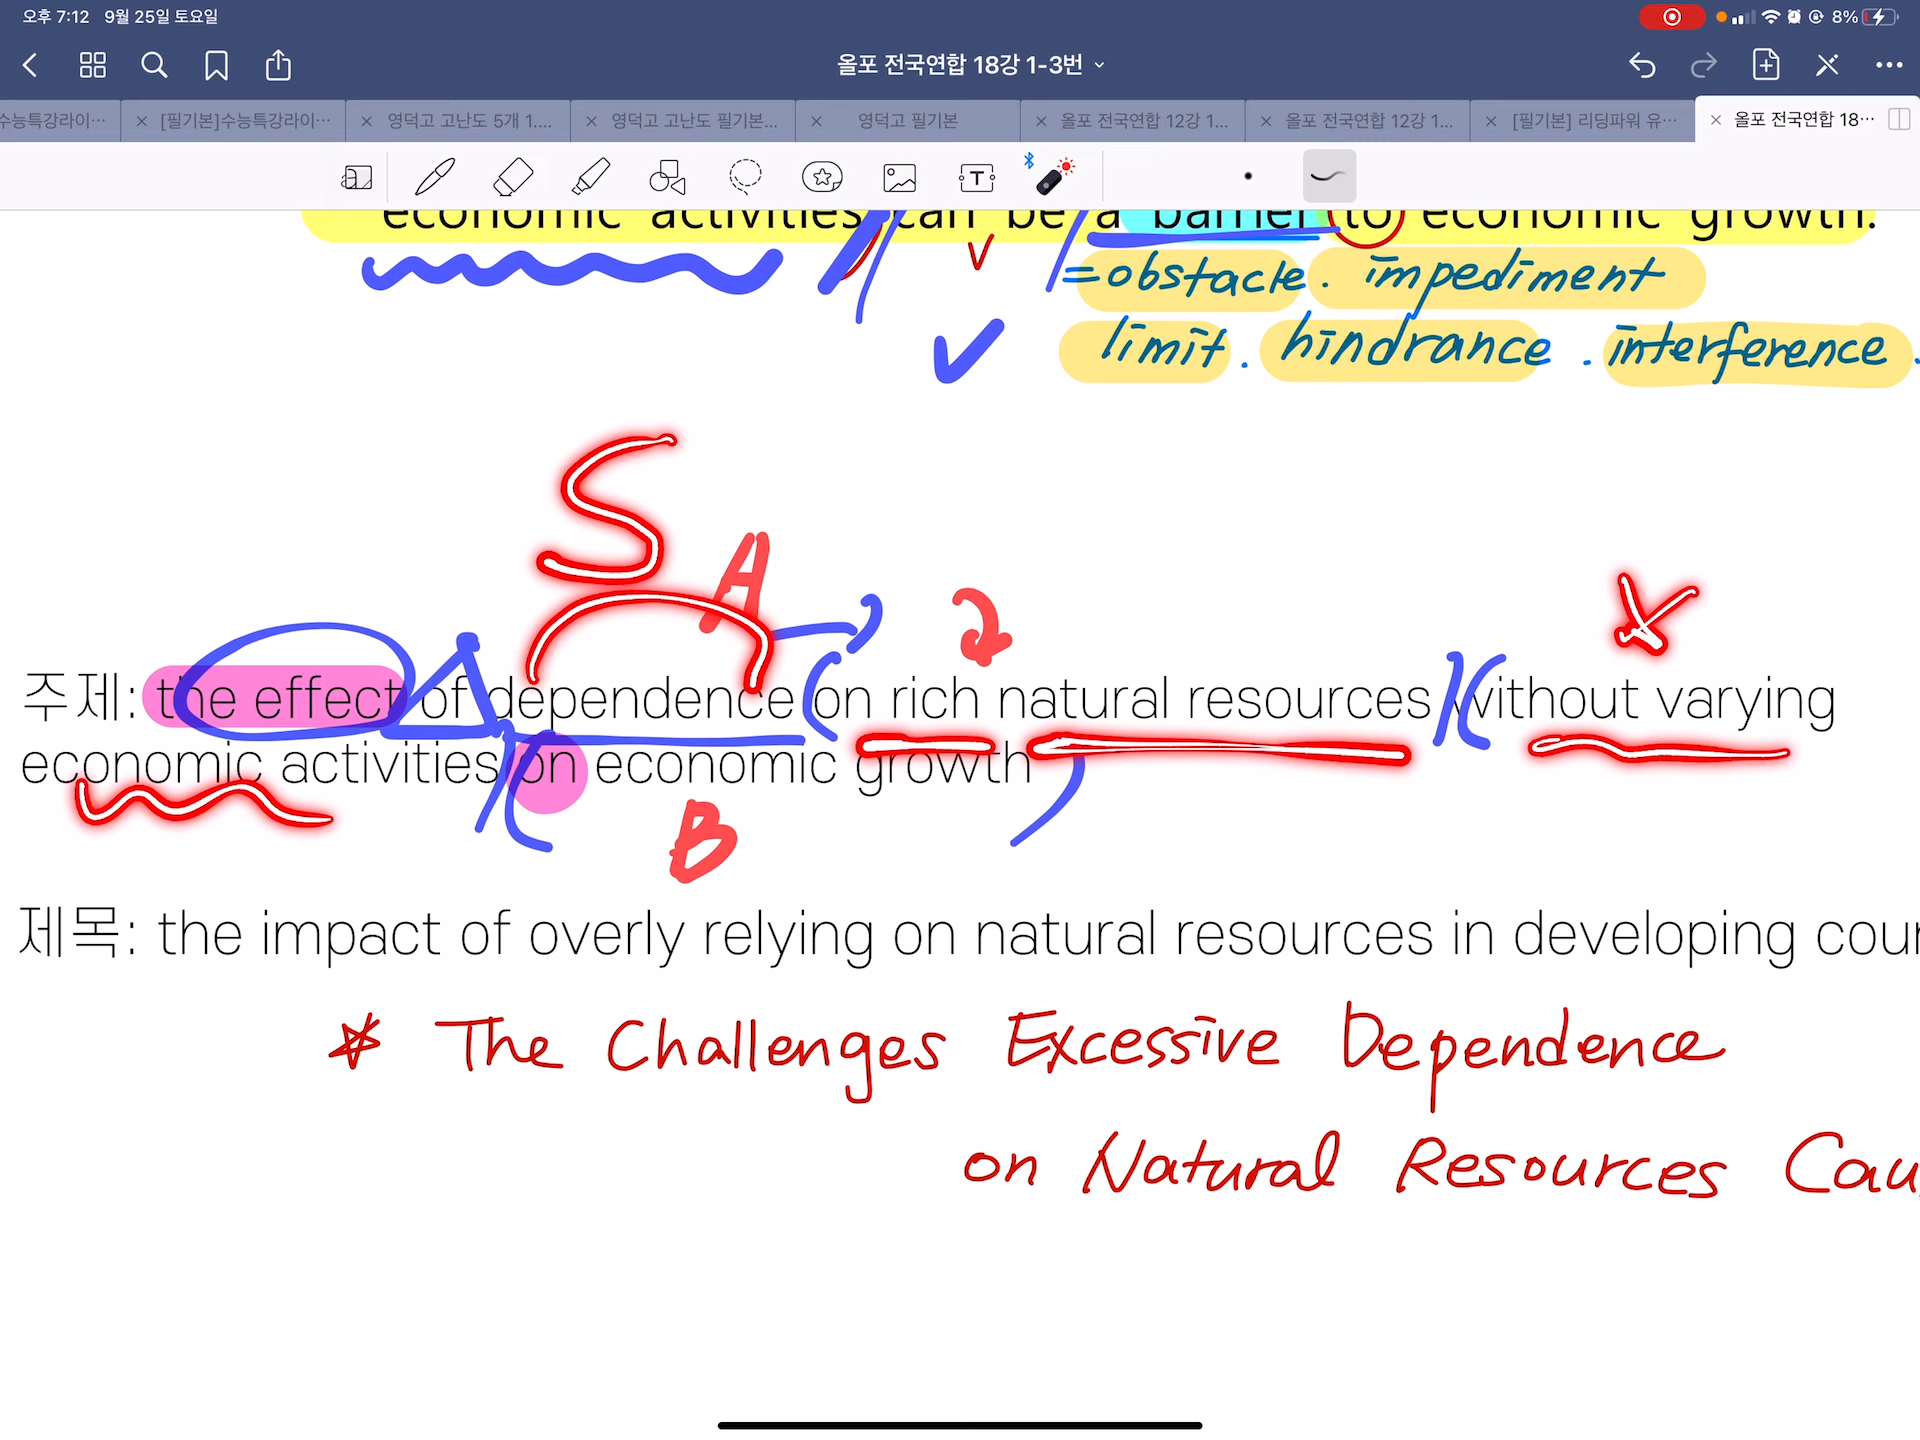 오후 7:12 9월 25일 토요일
8%
올포 전국연합 18강 1-3번
수능특강라이···
[필기본]수능특강라이···
영덕고 고난도 5개 1....
영덕고 고난도 필기본...
영덕고 필기본
올포 전국연합 12강 1...
올포 전국연합 12강 1...
[필기본] 리딩파워 유···
올포 전국연합 18···
economic activities can be a barrier to economic growth.
=obstacle. impediment
limit. hindrance. interference.
S
A
주제: the effect of dependence on rich natural resources without varying
economic activities on economic growth
B
제목: the impact of overly relying on natural resources in developing cour
* The Challenges Excessive Dependence
on Natural Resources Cau